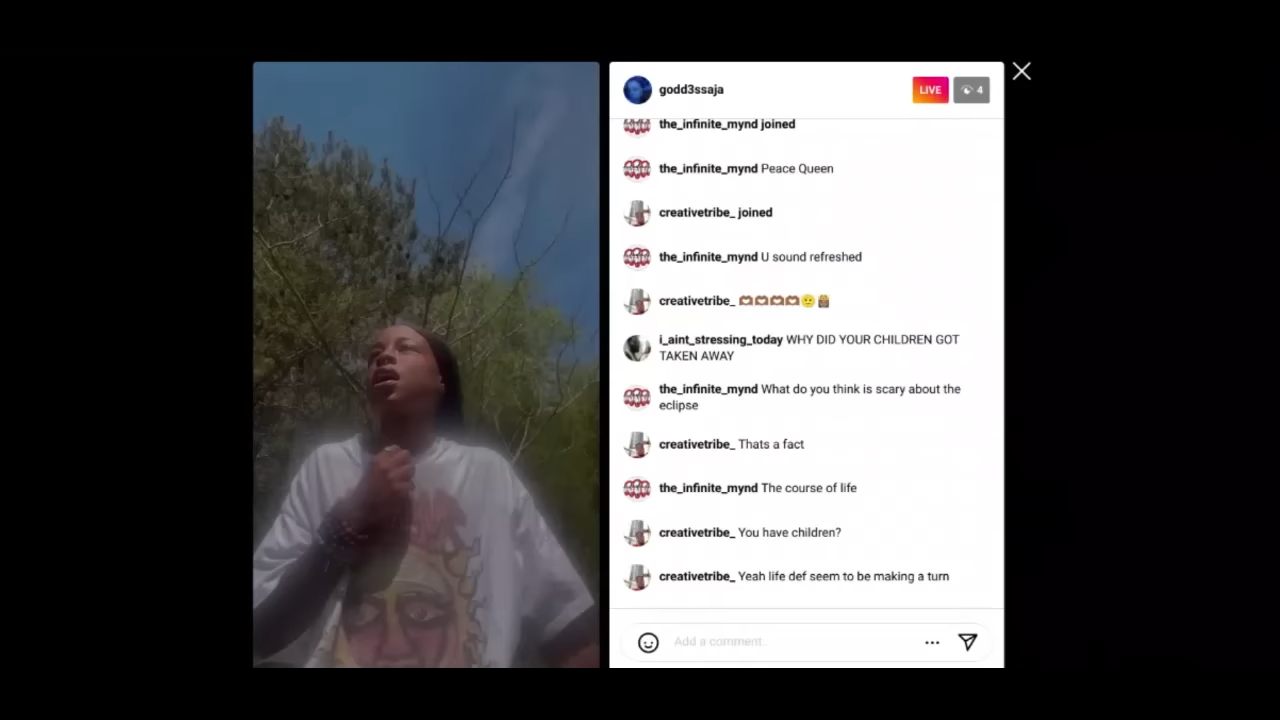 godd3ssaja
LIVE
4
the_infinite_mynd joined
the_infinite_mynd Peace Queen
creativetribe_ joined
the_infinite_mynd U sound refreshed
creativetribe_ 🫶🏾🫶🏾🫶🏾🫶🏾
i_aint_stressing_today WHY DID YOUR CHILDREN GOT
TAKEN AWAY
the_infinite_mynd What do you think is scary about the
eclipse
creativetribe_ Thats a fact
the_infinite_mynd The course of life
creativetribe_ You have children?
creativetribe_ Yeah life def seem to be making a turn
Add a comment..